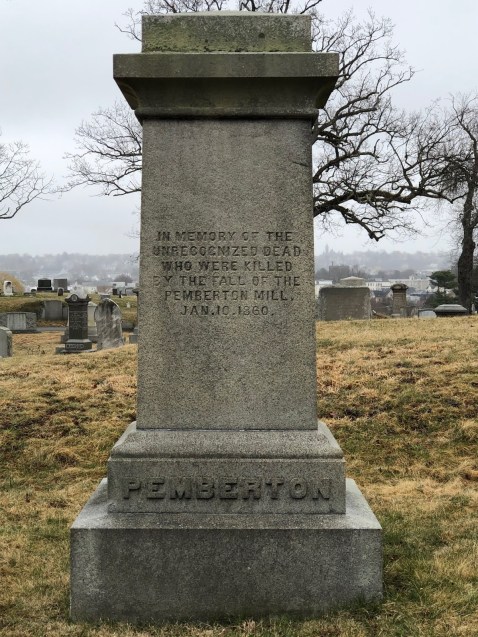 IN MEMORY OF THE
UNRECOGNIZED DEAD
WHO WERE KILLED
BY THE FALL OF THE
PEMBERTON MILL,
JAN. 10. 1860.
PEMBERTON